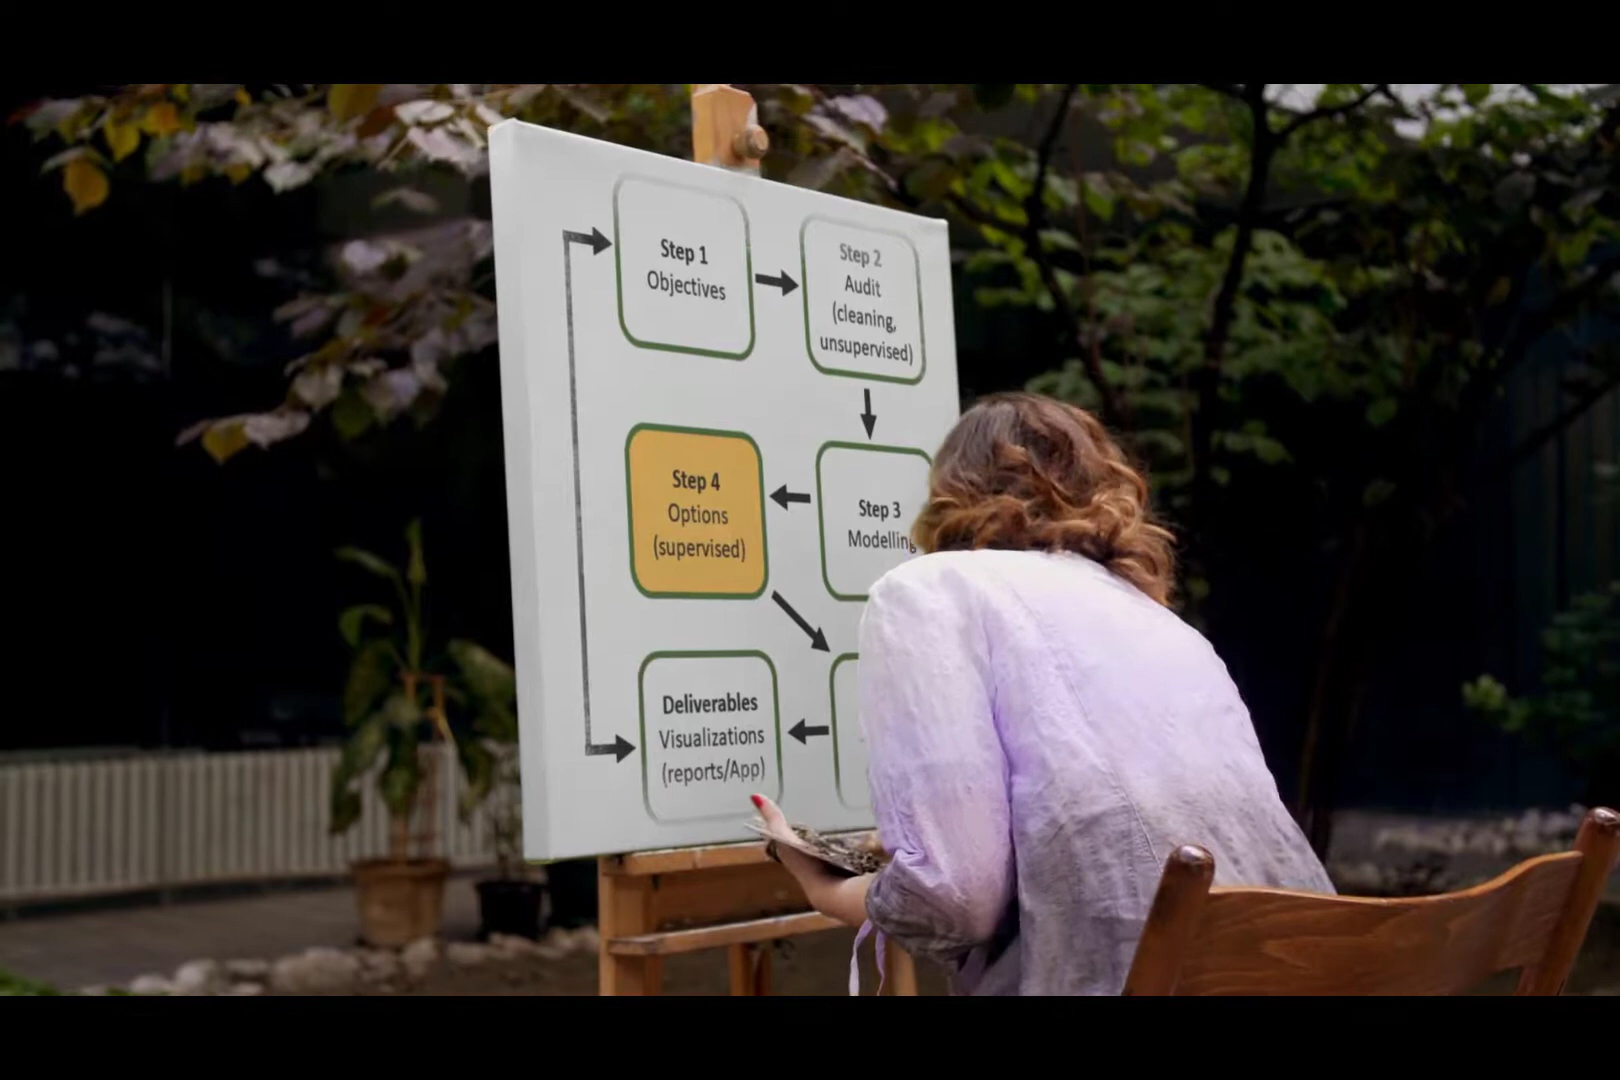 Step 1
Objectives
Step 2
Audit
(cleaning,
unsupervised)
Step 4
Options
(supervised)
Step 3
Modelling
Deliverables
Visualizations
(reports/App)